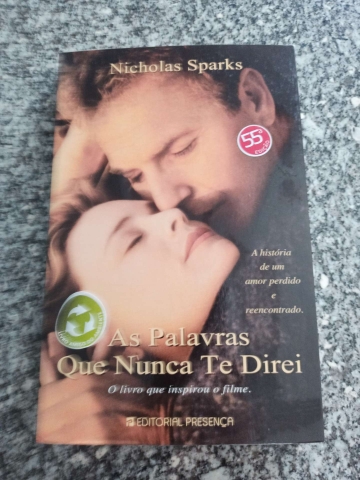 Nicholas Sparks
55ª
A história
de um
amor perdido
e
reencontrado.
As Palavras
Que Nunca Te Direi
O livro que inspirou o filme.
EDITORIAL PRESENÇA